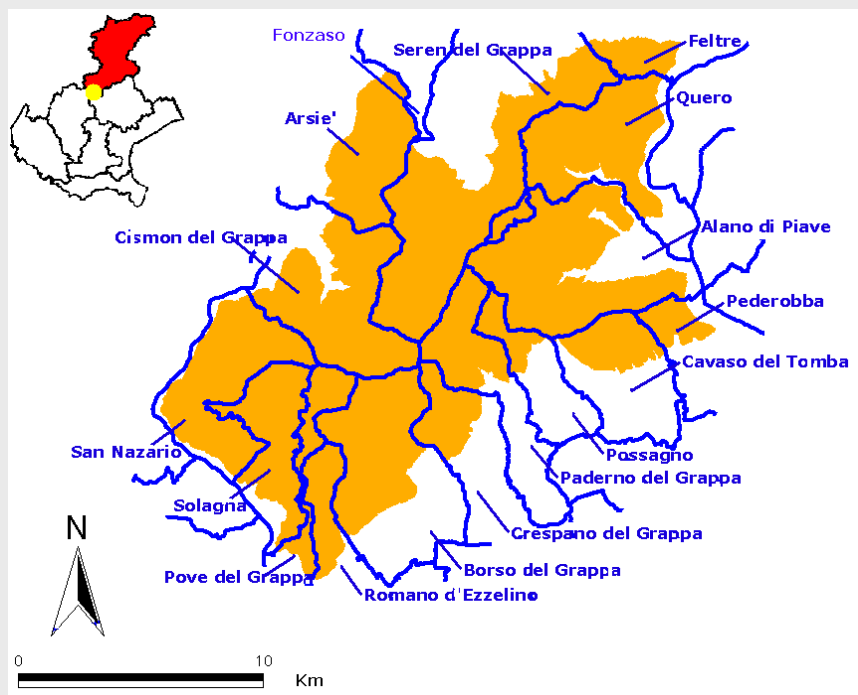 Fonzaso
Seren del Grappa
Feltre
Quero
Arsie'
Alano di Piave
Cismon del Grappa
Pederobba
Cavaso del Tomba
San Nazario
Possagno
Paderno del Grappa
Solagna
Crespano del Grappa
N
Pove del Grappa
Borso del Grappa
Romano d'Ezzelino
0 10
Km